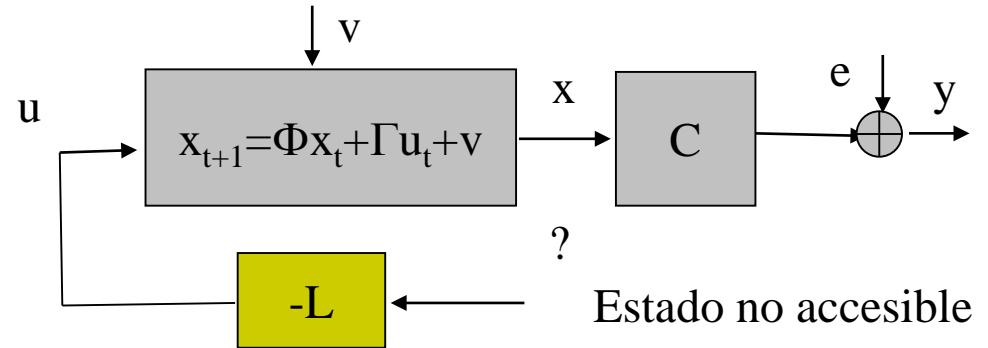 v
u
x_{t+1}=Φx_t+Γu_t+v
x
C
e
y
?
-L
Estado no accesible